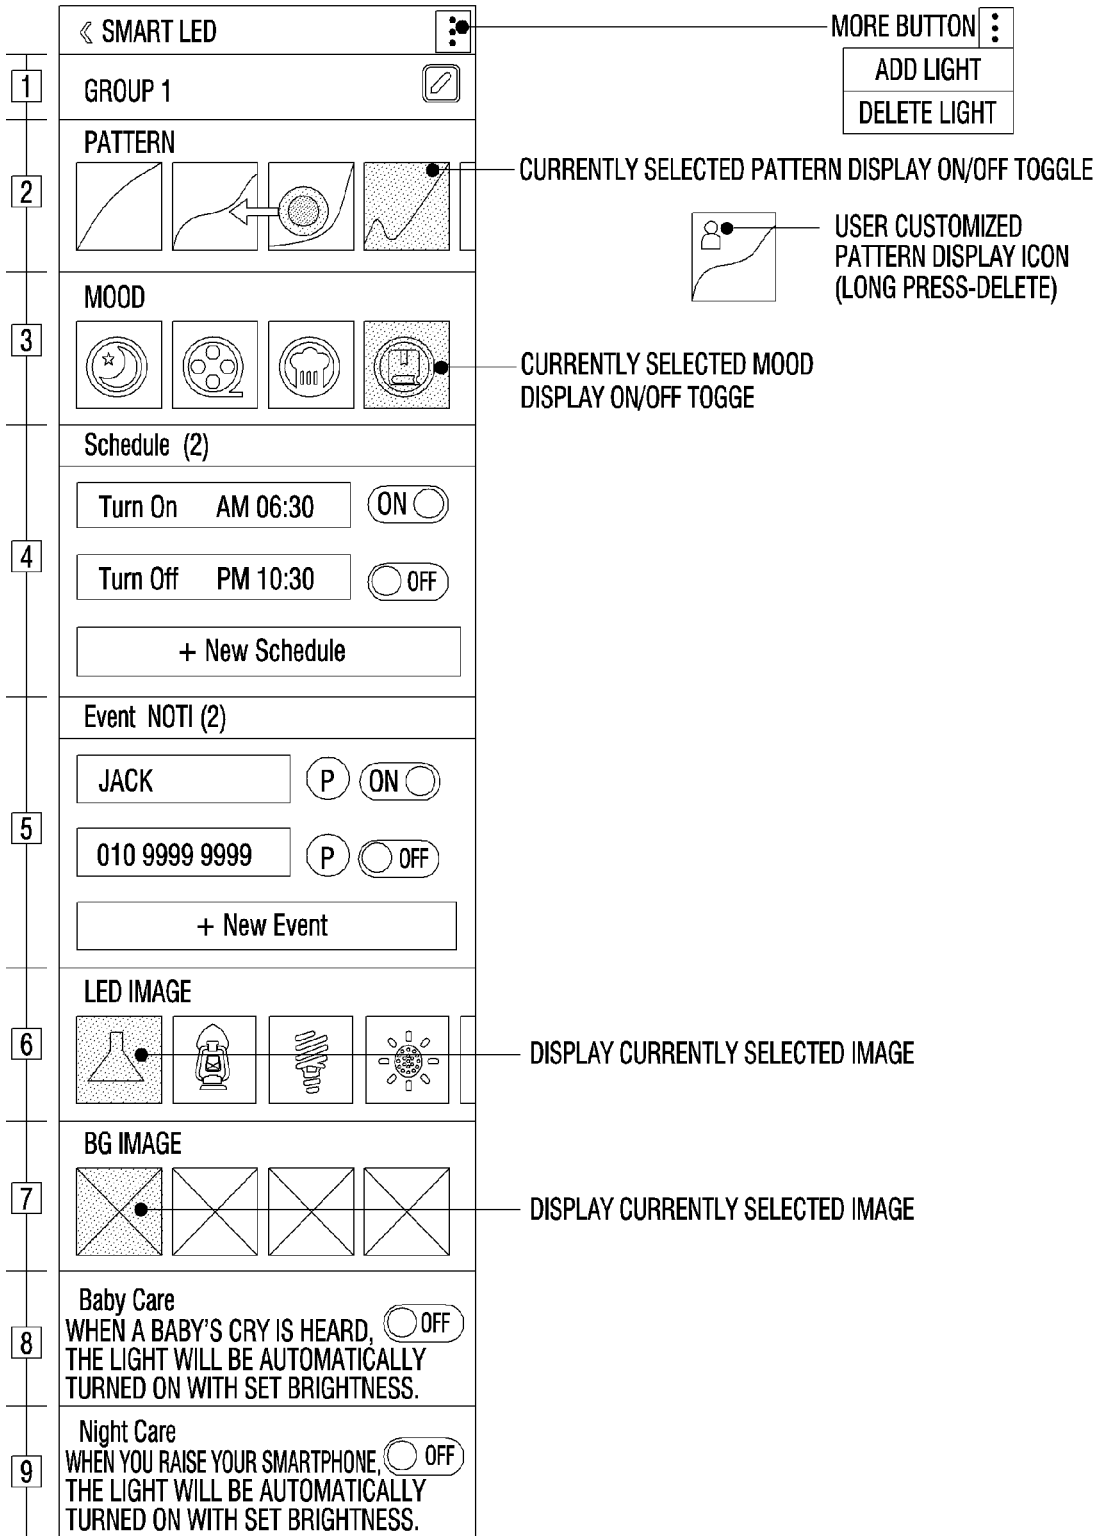 《 SMART LED
MORE BUTTON
ADD LIGHT
DELETE LIGHT
1
GROUP 1
2
PATTERN
CURRENTLY SELECTED PATTERN DISPLAY ON/OFF TOGGLE
USER CUSTOMIZED
PATTERN DISPLAY ICON
(LONG PRESS-DELETE)
3
MOOD
CURRENTLY SELECTED MOOD
DISPLAY ON/OFF TOGGE
4
Schedule (2)
Turn On AM 06:30 ON
Turn Off PM 10:30 OFF
+ New Schedule
5
Event NOTI (2)
JACK P ON
010 9999 9999 P OFF
+ New Event
6
LED IMAGE
DISPLAY CURRENTLY SELECTED IMAGE
7
BG IMAGE
DISPLAY CURRENTLY SELECTED IMAGE
8
Baby Care OFF
WHEN A BABY'S CRY IS HEARD,
THE LIGHT WILL BE AUTOMATICALLY
TURNED ON WITH SET BRIGHTNESS.
9
Night Care OFF
WHEN YOU RAISE YOUR SMARTPHONE,
THE LIGHT WILL BE AUTOMATICALLY
TURNED ON WITH SET BRIGHTNESS.